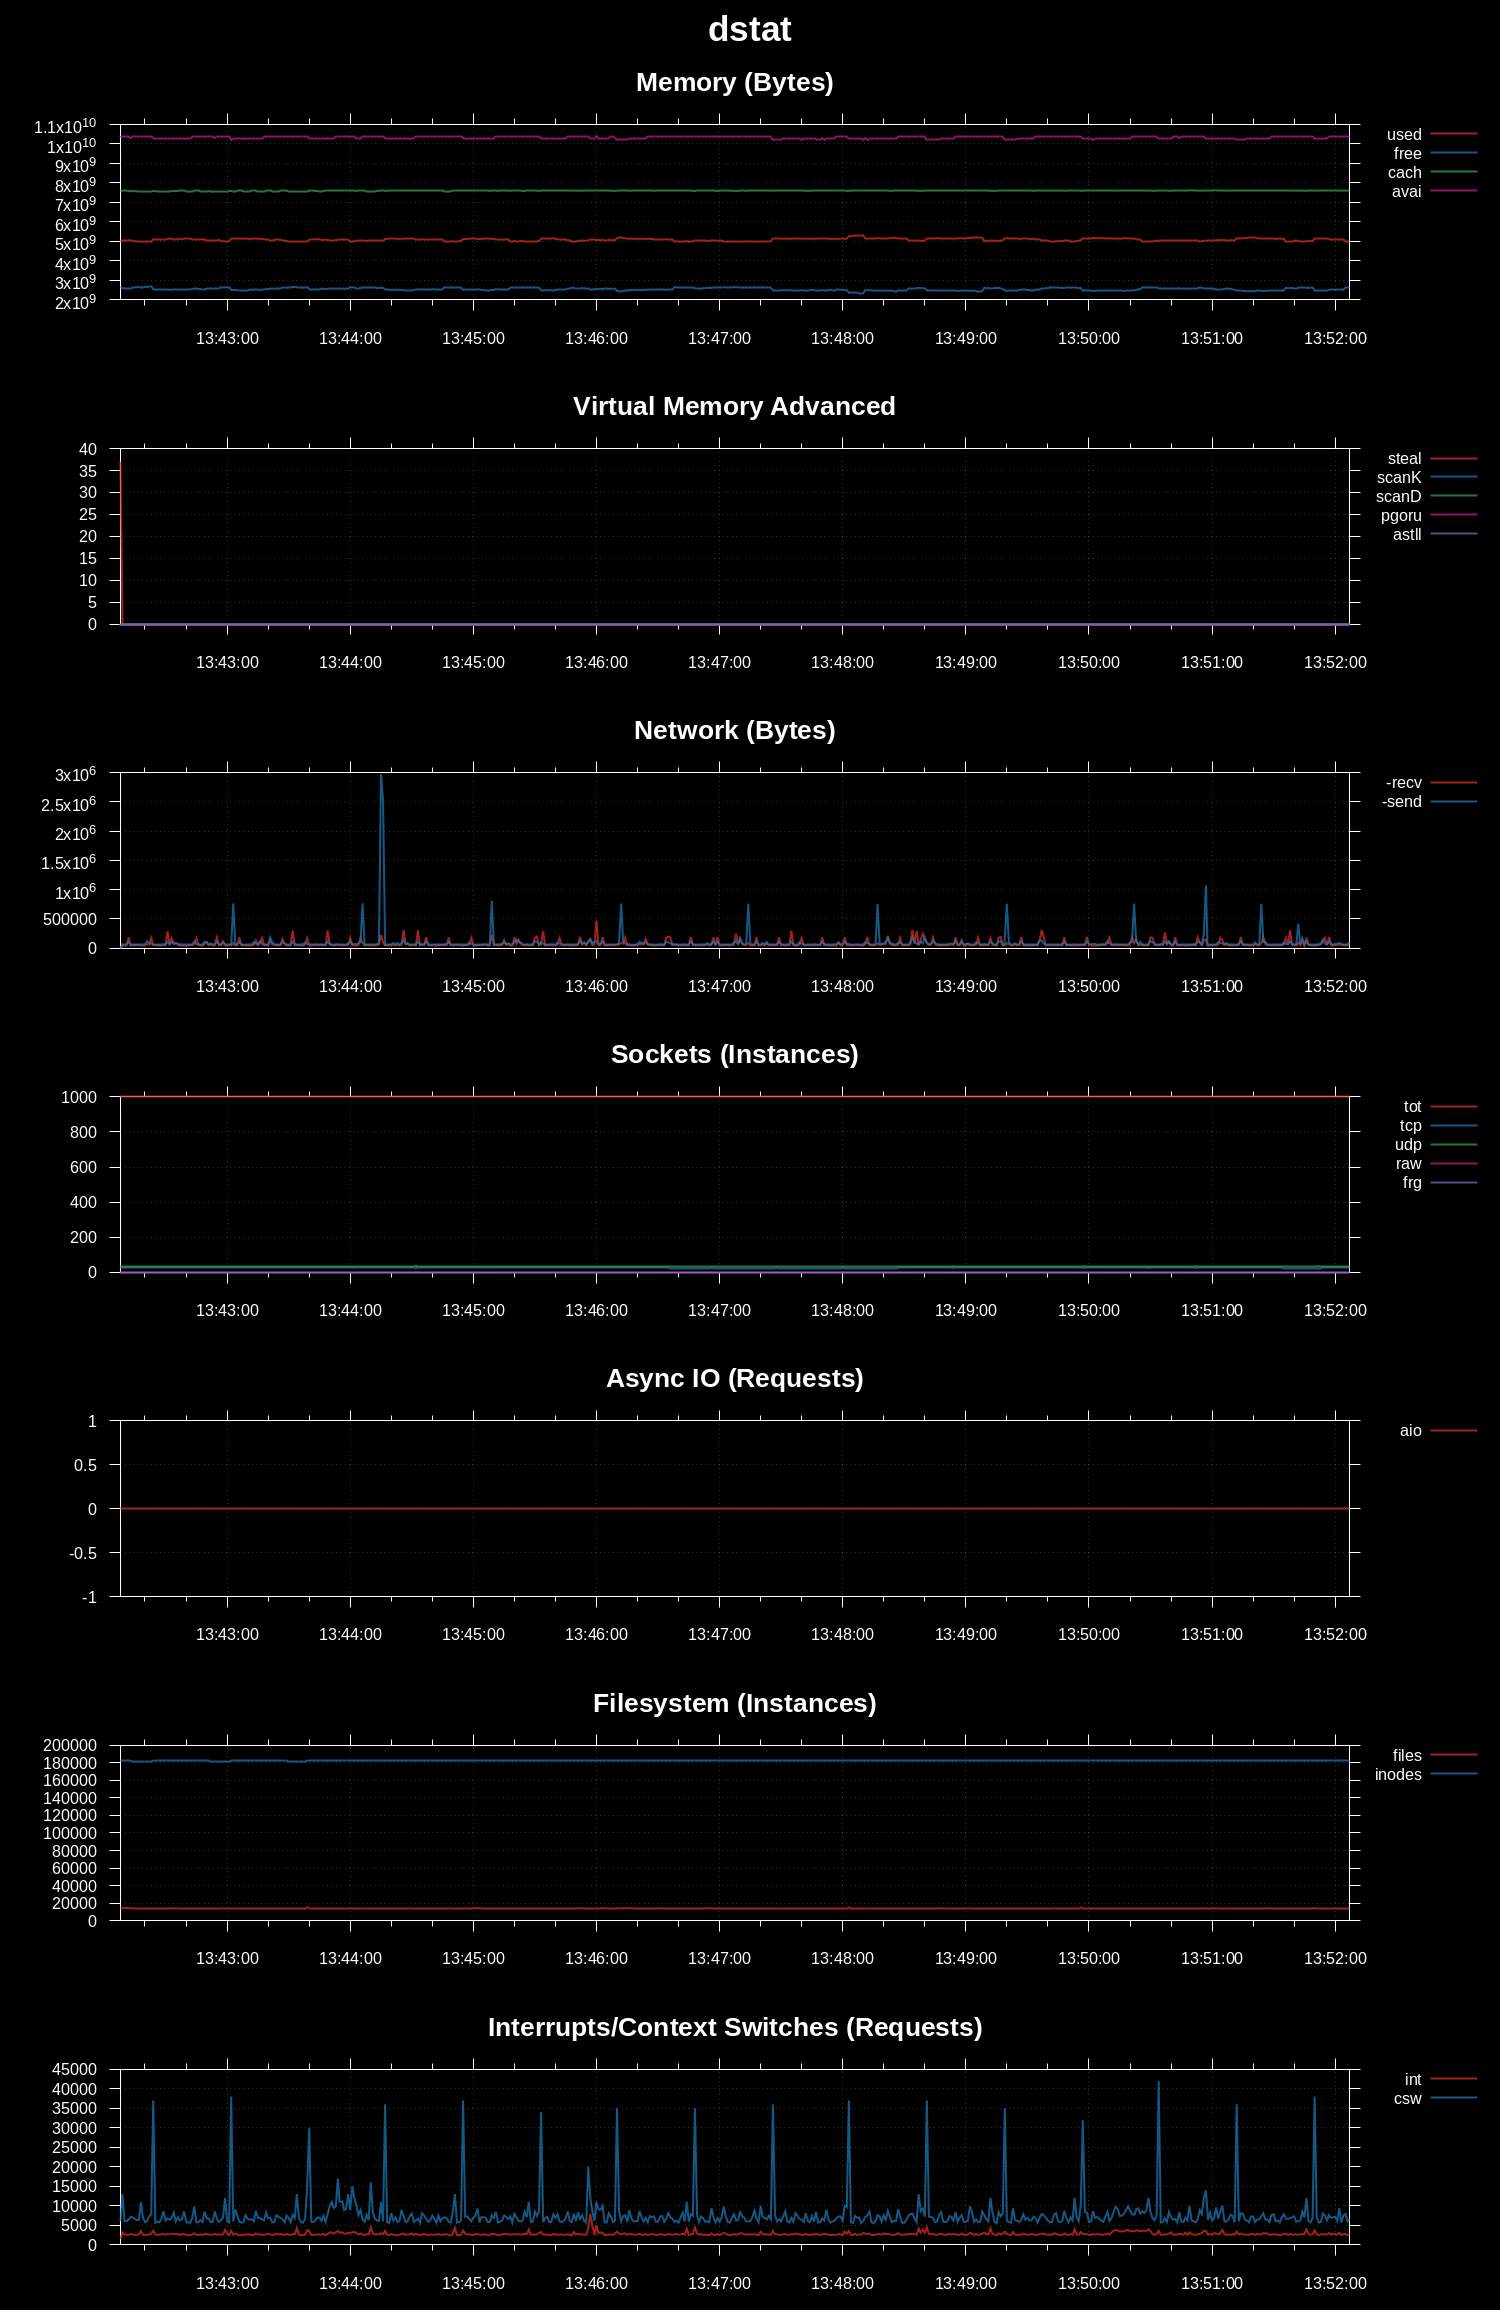 dstat
Memory (Bytes)
1.1x10^10
1x10^10
9x10^9
8x10^9
7x10^9
6x10^9
5x10^9
4x10^9
3x10^9
2x10^9
used
free
cach
avai
13:43:00 13:44:00 13:45:00 13:46:00 13:47:00 13:48:00 13:49:00 13:50:00 13:51:00 13:52:00
Virtual Memory Advanced
40
35
30
25
20
15
10
5
0
steal
scanK
scanD
pgoru
astll
13:43:00 13:44:00 13:45:00 13:46:00 13:47:00 13:48:00 13:49:00 13:50:00 13:51:00 13:52:00
Network (Bytes)
3x10^6
2.5x10^6
2x10^6
1.5x10^6
1x10^6
500000
0
-recv
-send
13:43:00 13:44:00 13:45:00 13:46:00 13:47:00 13:48:00 13:49:00 13:50:00 13:51:00 13:52:00
Sockets (Instances)
1000
800
600
400
200
0
tot
tcp
udp
raw
frg
13:43:00 13:44:00 13:45:00 13:46:00 13:47:00 13:48:00 13:49:00 13:50:00 13:51:00 13:52:00
Async IO (Requests)
1
0.5
0
-0.5
-1
aio
13:43:00 13:44:00 13:45:00 13:46:00 13:47:00 13:48:00 13:49:00 13:50:00 13:51:00 13:52:00
Filesystem (Instances)
200000
180000
160000
140000
120000
100000
80000
60000
40000
20000
0
files
inodes
13:43:00 13:44:00 13:45:00 13:46:00 13:47:00 13:48:00 13:49:00 13:50:00 13:51:00 13:52:00
Interrupts/Context Switches (Requests)
45000
40000
35000
30000
25000
20000
15000
10000
5000
0
int
csw
13:43:00 13:44:00 13:45:00 13:46:00 13:47:00 13:48:00 13:49:00 13:50:00 13:51:00 13:52:00